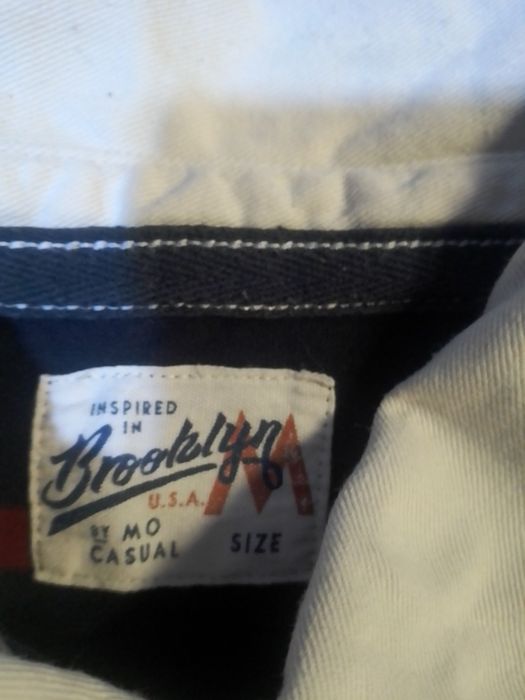 INSPIRED
IN
Brooklyn
U.S.A. M
BY MO
CASUAL
SIZE